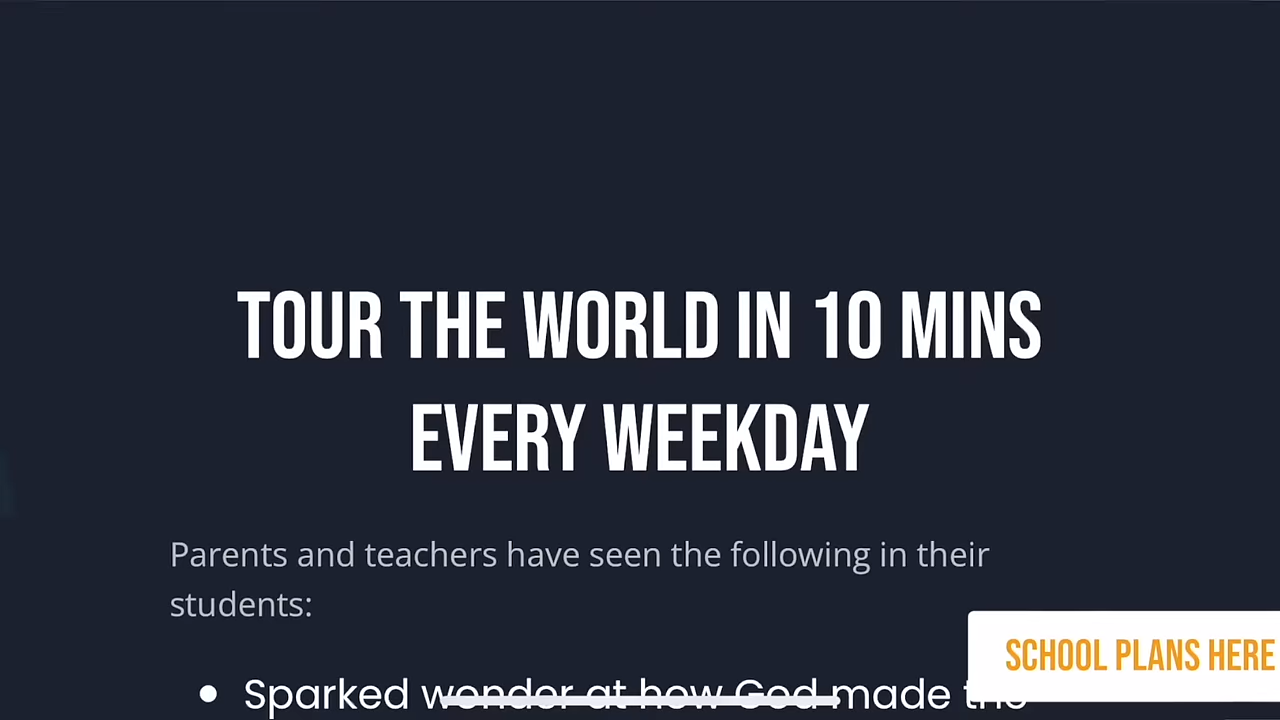 TOUR THE WORLD IN 10 MINS
EVERY WEEKDAY
Parents and teachers have seen the following in their
students:
SCHOOL PLANS HERE
Sparked wonder at how God made